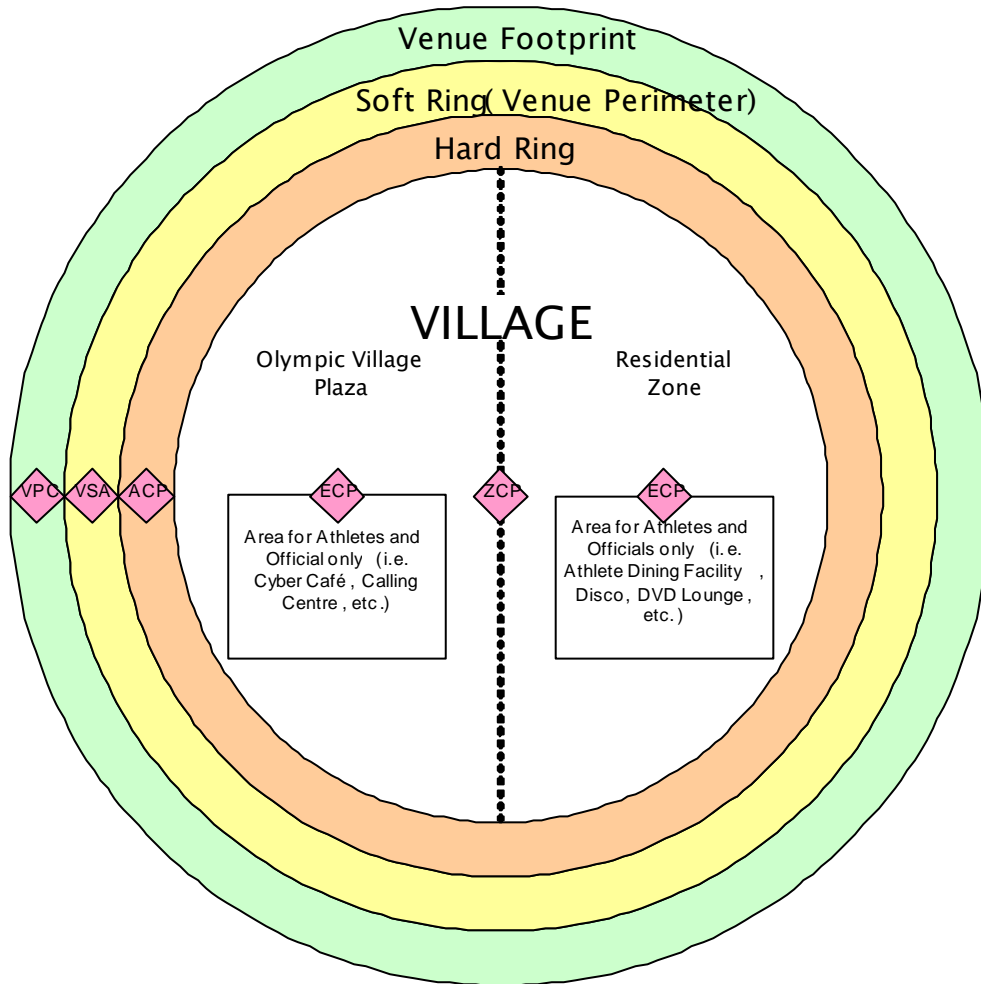 Venue Footprint
Soft Ring( Venue Perimeter)
Hard Ring
VILLAGE
Olympic Village
Plaza
Residential
Zone
VPC
VSA
ACP
ECP
ZCP
ECP
Area for Athletes and
Official only (i.e.
Cyber Café, Calling
Centre, etc.)
Area for Athletes and
Officials only (i.e.
Athlete Dining Facility ,
Disco, DVD Lounge,
etc.)